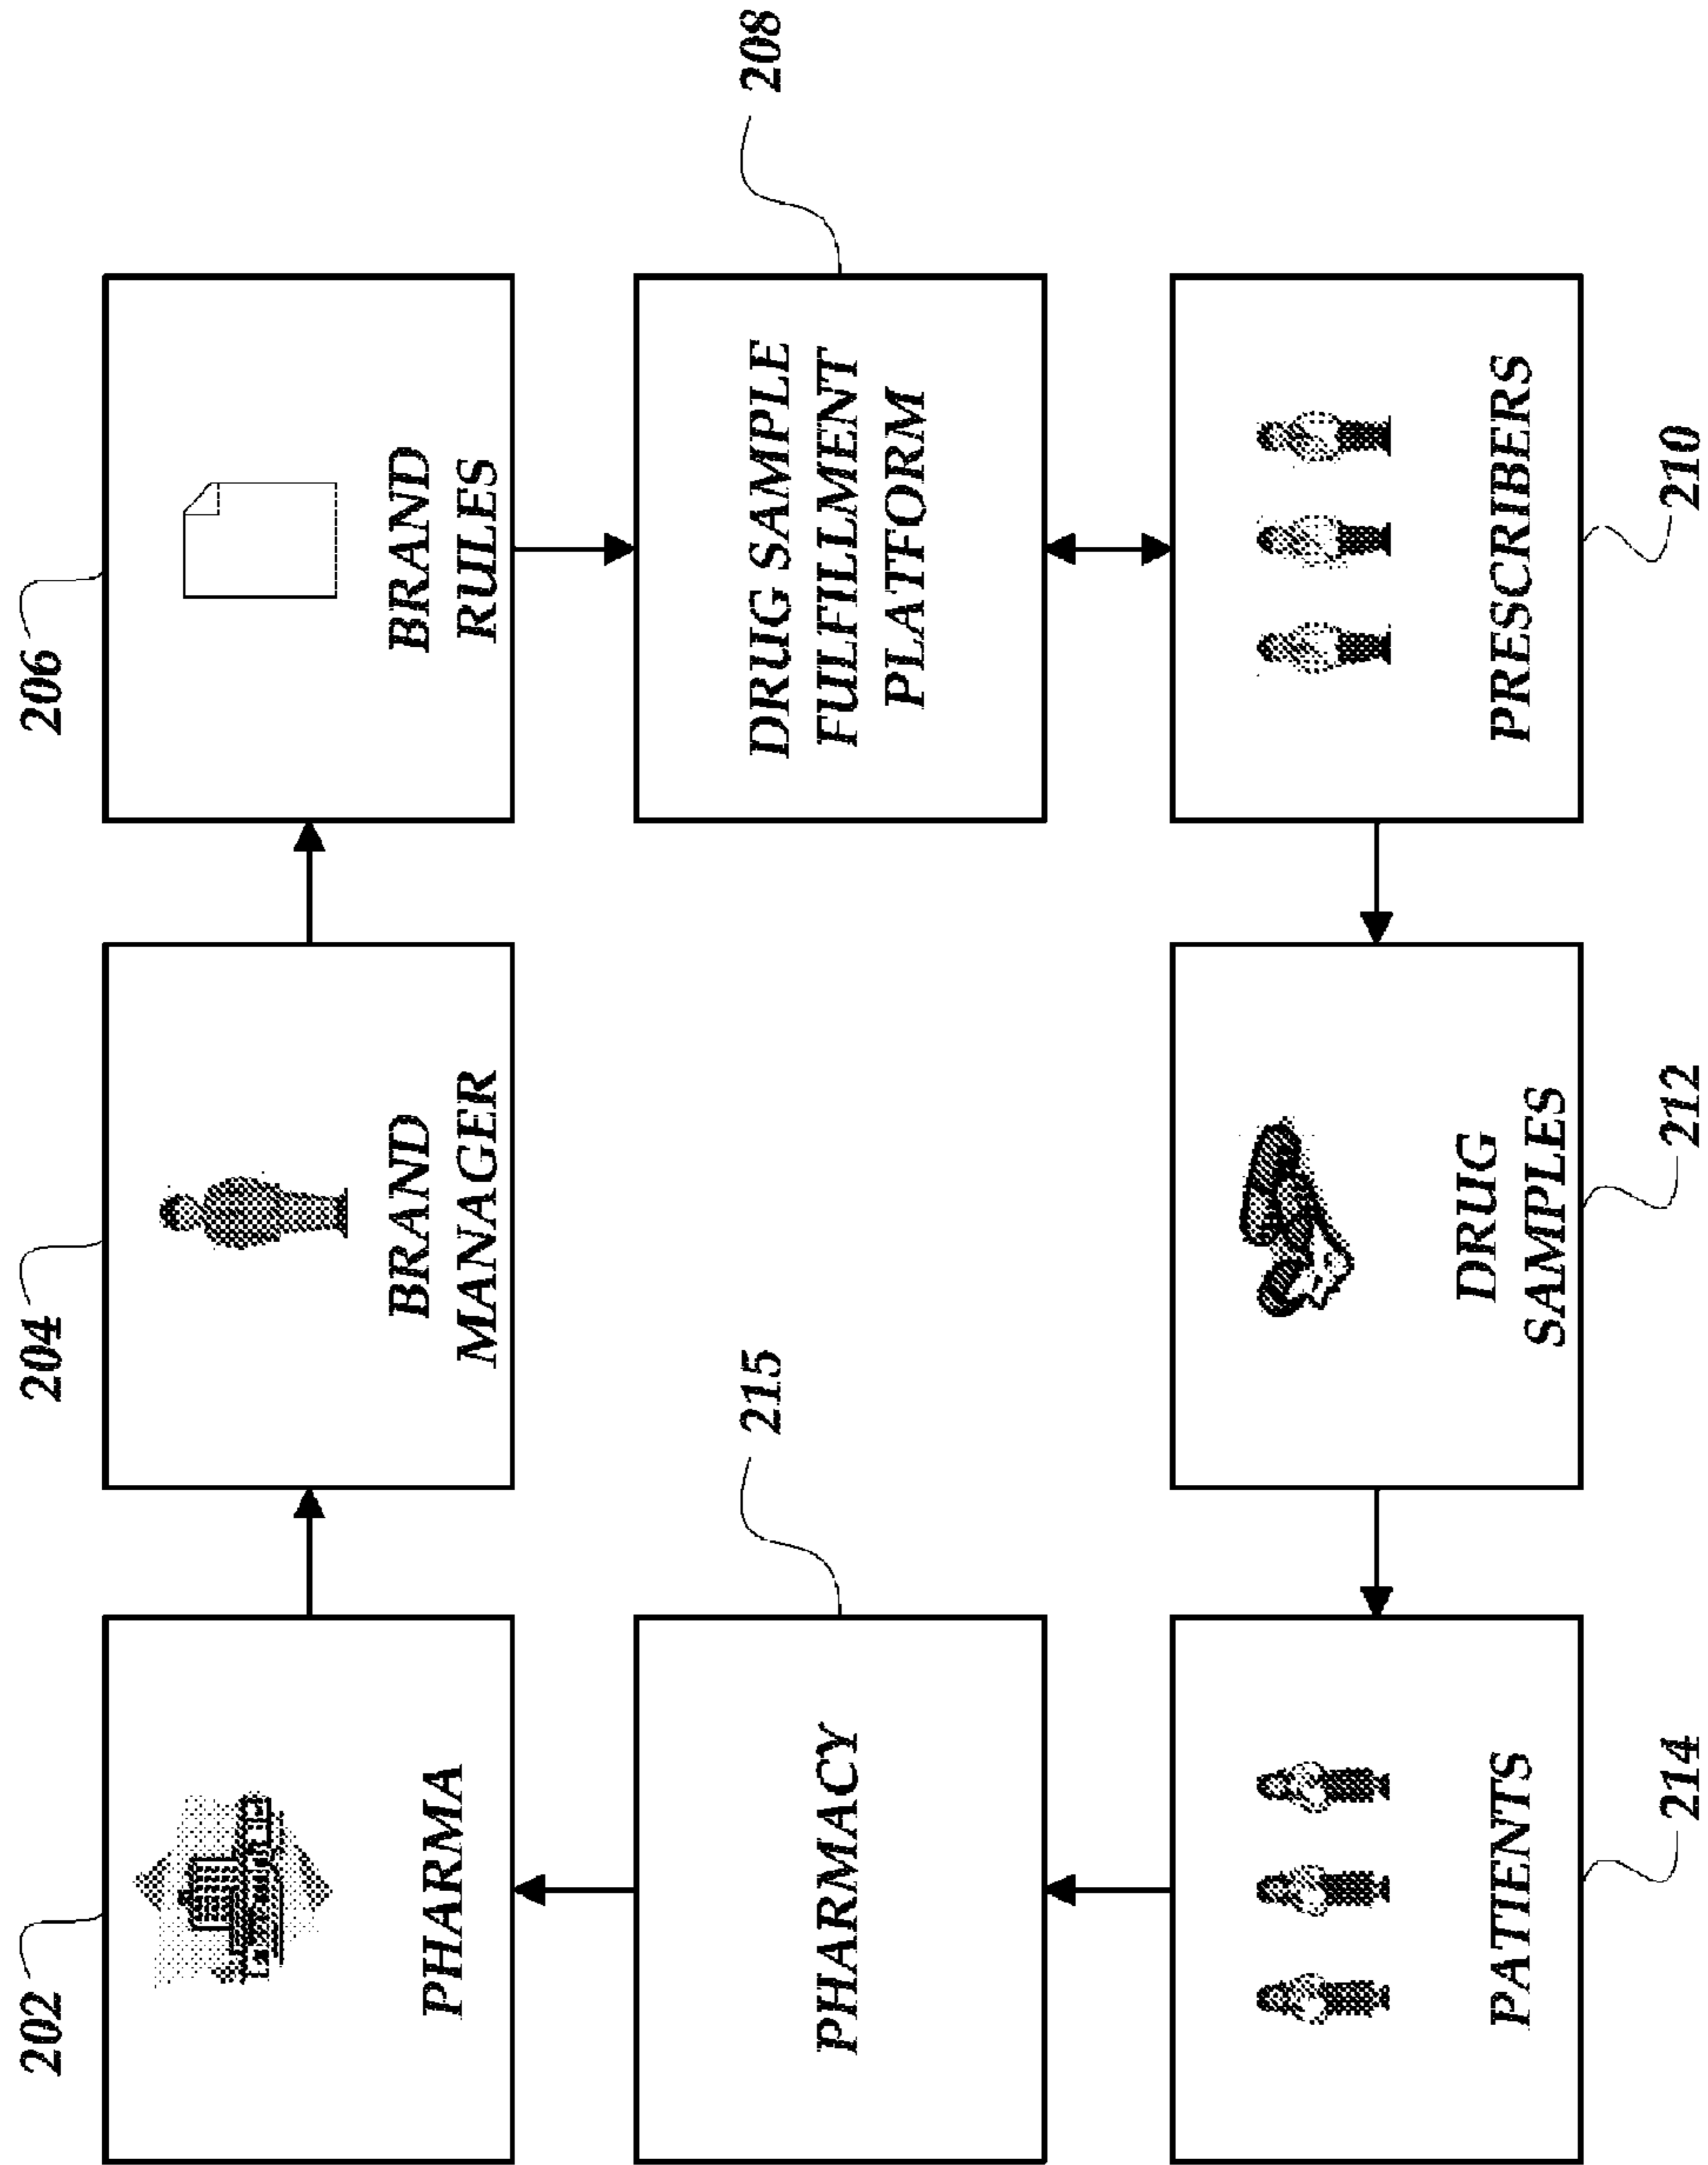 202
204
206
PHARMA
BRAND
MANAGER
BRAND
RULES
215
208
PHARMACY
DRUG SAMPLE
FULFILLMENT
PLATFORM
PATIENTS
DRUG
SAMPLES
PRESCRIBERS
214
212
210